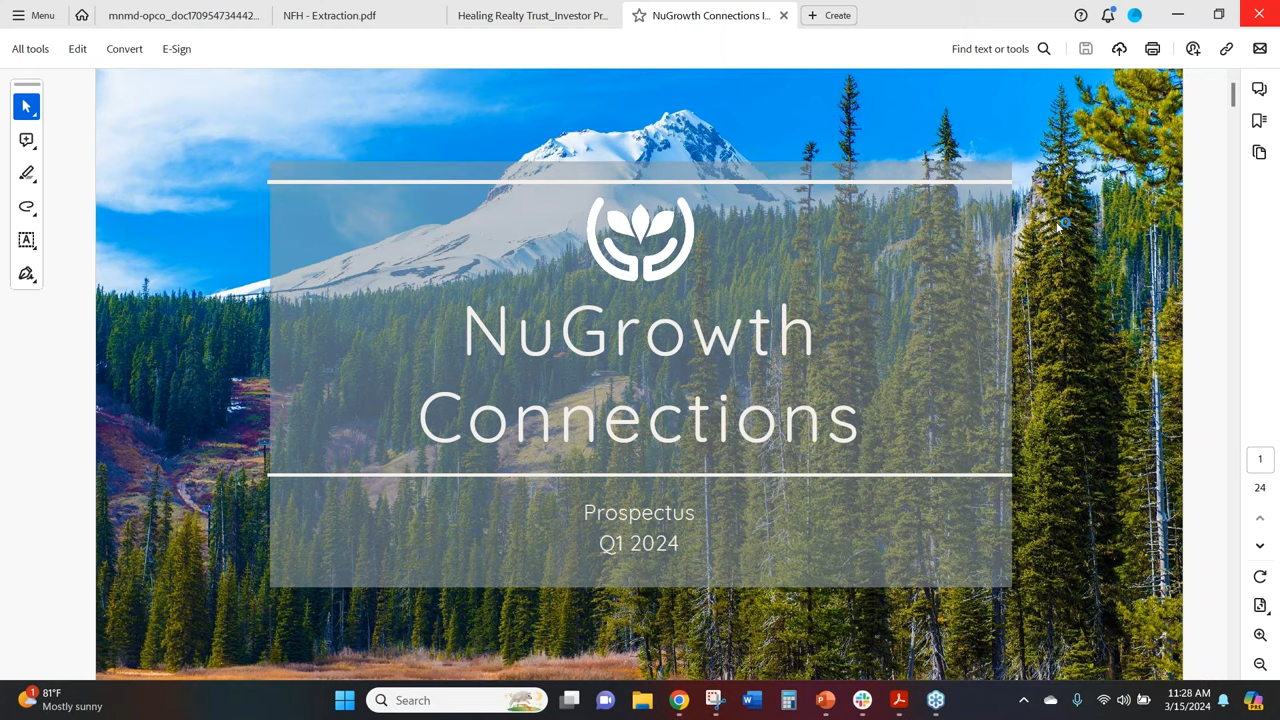 Menu
mnmd-opco_doc170954734442...
NFH - Extraction.pdf
Healing Realty Trust_Investor Pr...
NuGrowth Connections I...
Create
All tools
Edit
Convert
E-Sign
Find text or tools
NuGrowth
Connections
Prospectus
Q1 2024
1
24
1
81°F
Mostly sunny
Search
11:28 AM
3/15/2024